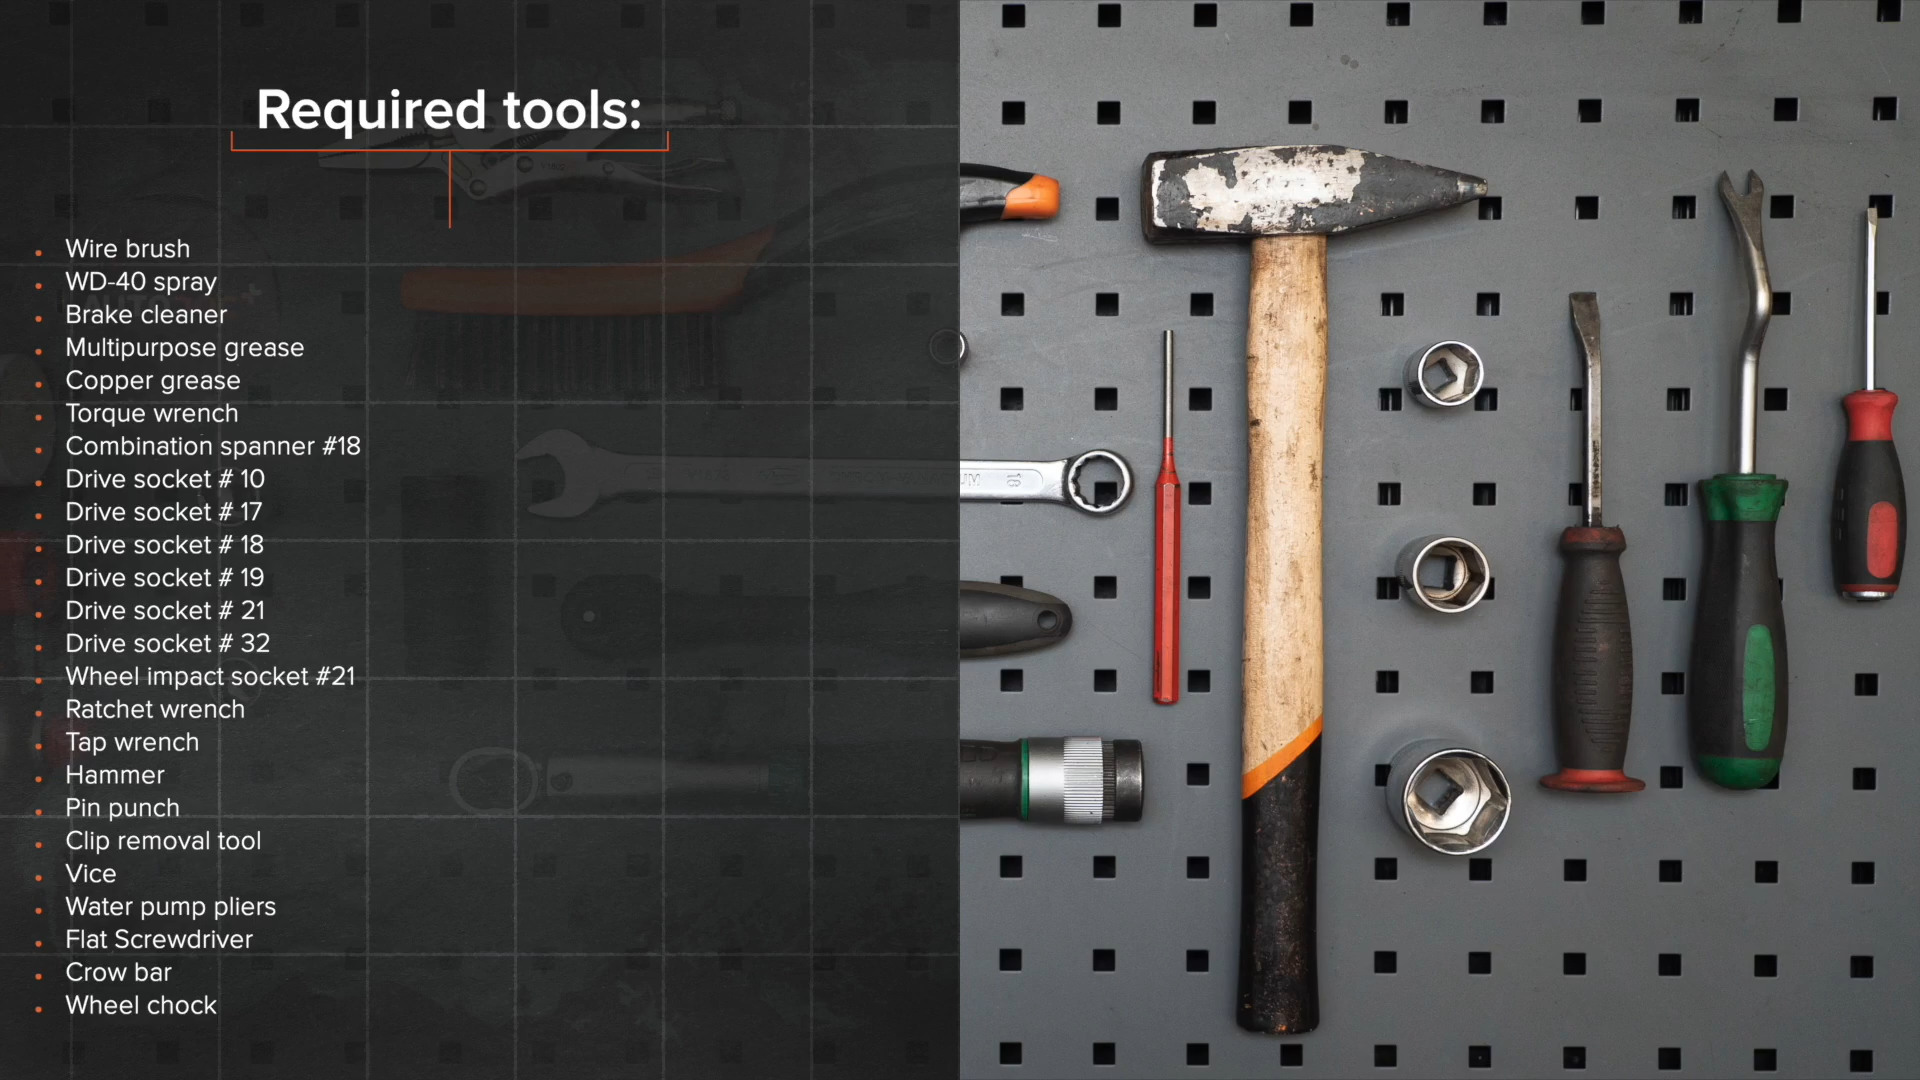 Required tools:
Wire brush
WD-40 spray
Brake cleaner
Multipurpose grease
Copper grease
Torque wrench
Combination spanner #18
Drive socket # 10
Drive socket # 17
Drive socket # 18
Drive socket # 19
Drive socket # 21
Drive socket # 32
Wheel impact socket #21
Ratchet wrench
Tap wrench
Hammer
Pin punch
Clip removal tool
Vice
Water pump pliers
Flat Screwdriver
Crow bar
Wheel chock
18